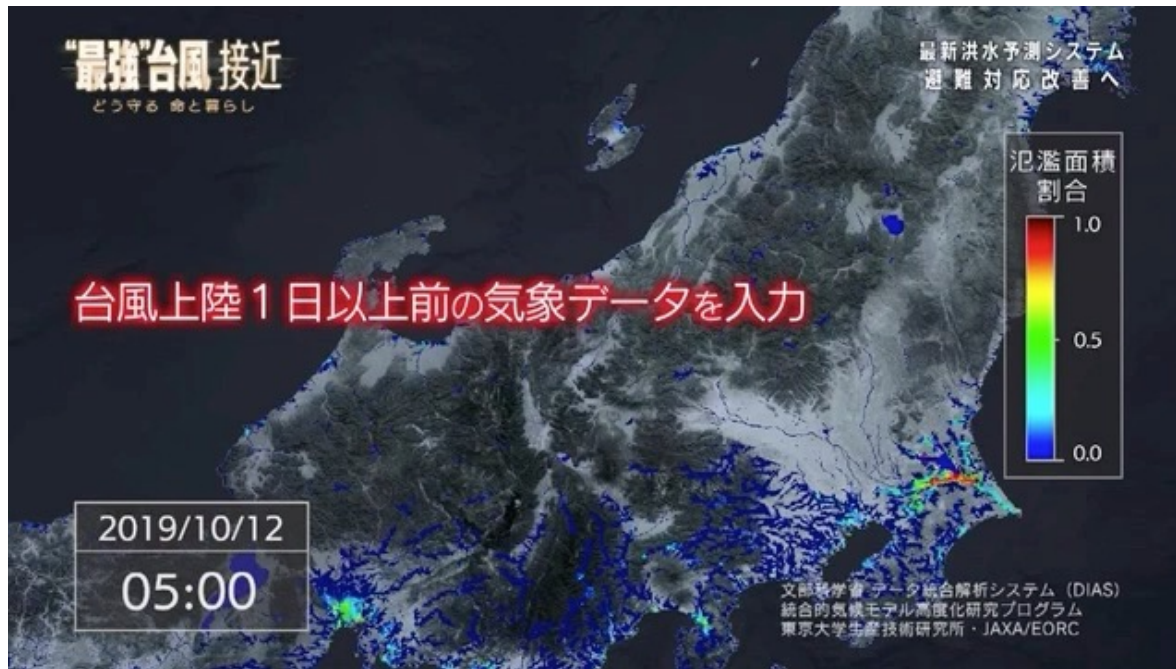 “最強”台風 接近
どう守る 命と暮らし
最新洪水予測システム
避難対応改善へ
氾濫面積
割合
1.0
0.5
0.0
台風上陸1日以上前の気象データを入力
2019/10/12
05:00
文部科学省 データ統合解析システム（DIAS）
統合的気候モデル高度化研究プログラム
東京大学生産技術研究所・JAXA/EORC